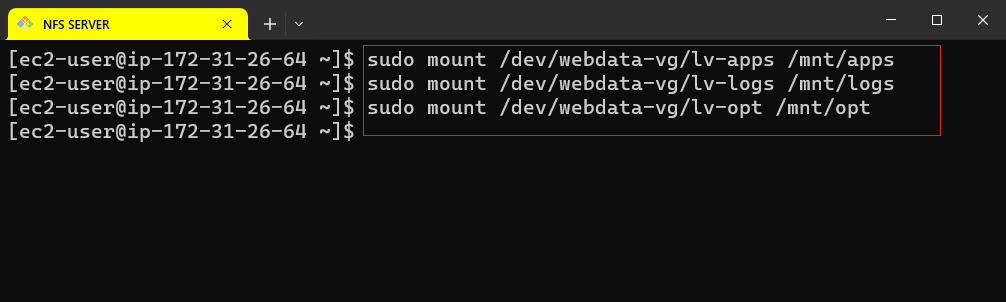 NFS SERVER
[ec2-user@ip-172-31-26-64 ~]$ sudo mount /dev/webdata-vg/lv-apps /mnt/apps
[ec2-user@ip-172-31-26-64 ~]$ sudo mount /dev/webdata-vg/lv-logs /mnt/logs
[ec2-user@ip-172-31-26-64 ~]$ sudo mount /dev/webdata-vg/lv-opt /mnt/opt
[ec2-user@ip-172-31-26-64 ~]$